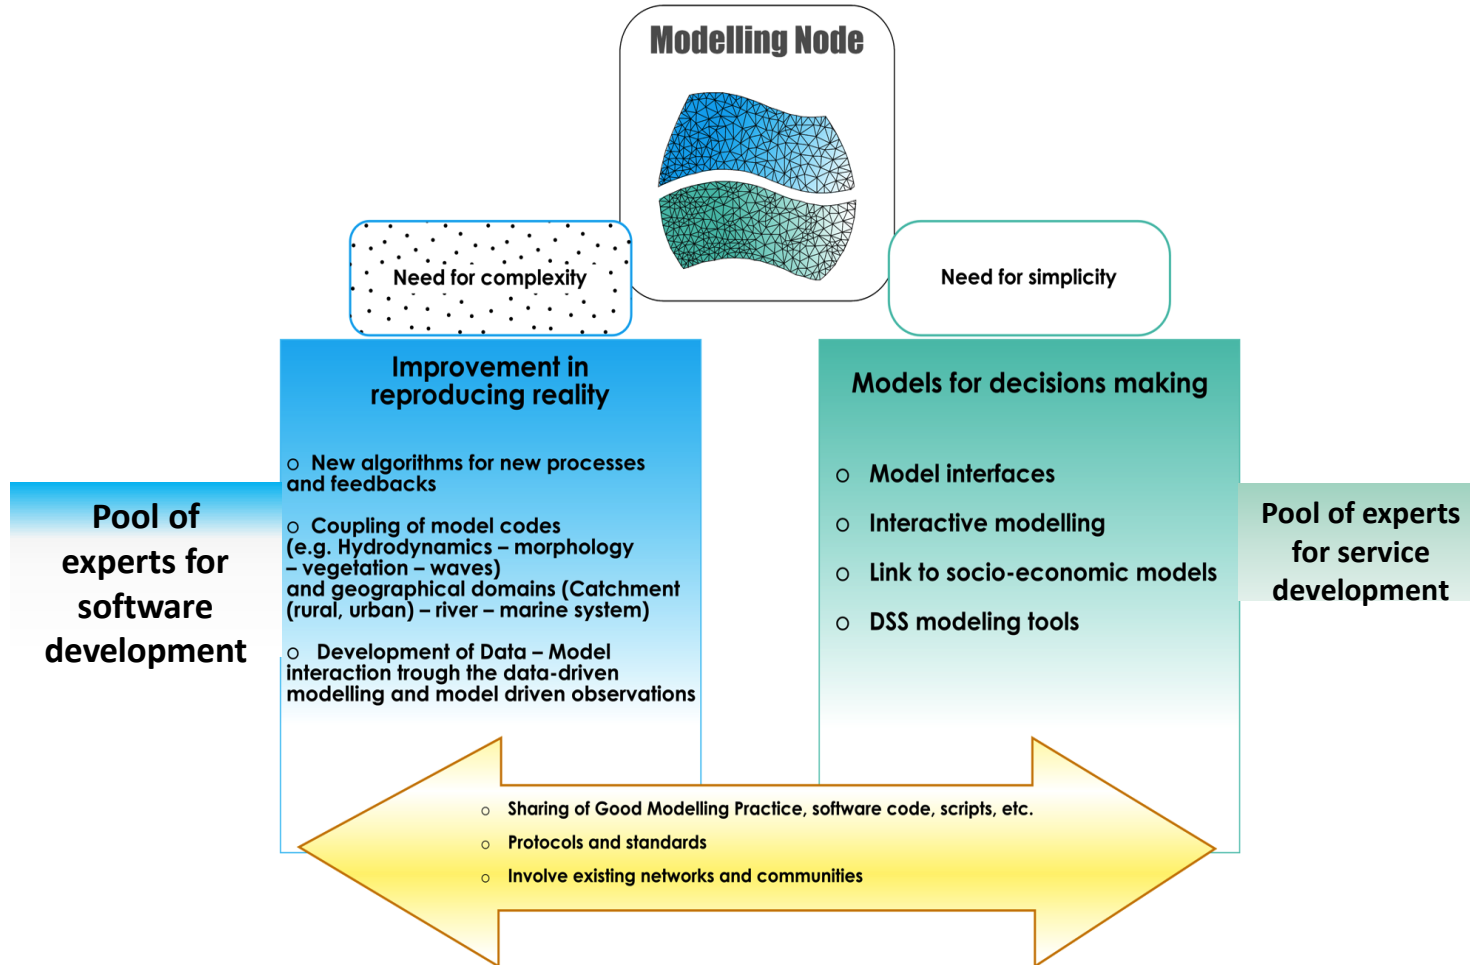 Modelling Node
Need for complexity
Need for simplicity
Improvement in
reproducing reality
o New algorithms for new processes
and feedbacks
o Coupling of model codes
(e.g. Hydrodynamics – morphology
– vegetation – waves)
and geographical domains (Catchment
(rural, urban) – river – marine system)
o Development of Data – Model
interaction trough the data-driven
modelling and model driven observations
Models for decisions making
o Model interfaces
o Interactive modelling
o Link to socio-economic models
o DSS modeling tools
Pool of
experts for
software
development
Pool of experts
for service
development
o Sharing of Good Modelling Practice, software code, scripts, etc.
o Protocols and standards
o Involve existing networks and communities